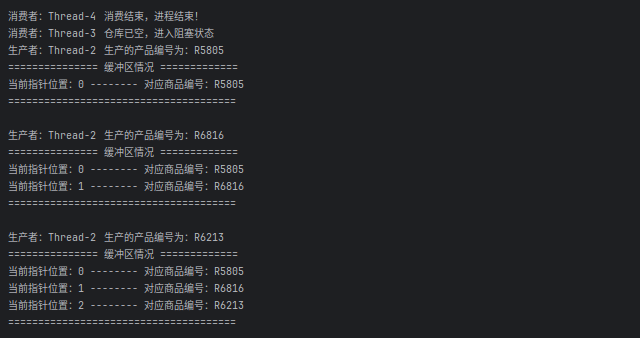 消费者：Thread-4 消费结束，进程结束！
消费者：Thread-3 仓库已空，进入阻塞状态
生产者：Thread-2 生产的产品编号为：R5805
=============== 缓冲区情况 =============
当前指针位置：0 -------- 对应商品编号：R5805
======================================
生产者：Thread-2 生产的产品编号为：R6816
=============== 缓冲区情况 =============
当前指针位置：0 -------- 对应商品编号：R5805
当前指针位置：1 -------- 对应商品编号：R6816
======================================
生产者：Thread-2 生产的产品编号为：R6213
=============== 缓冲区情况 =============
当前指针位置：0 -------- 对应商品编号：R5805
当前指针位置：1 -------- 对应商品编号：R6816
当前指针位置：2 -------- 对应商品编号：R6213
======================================